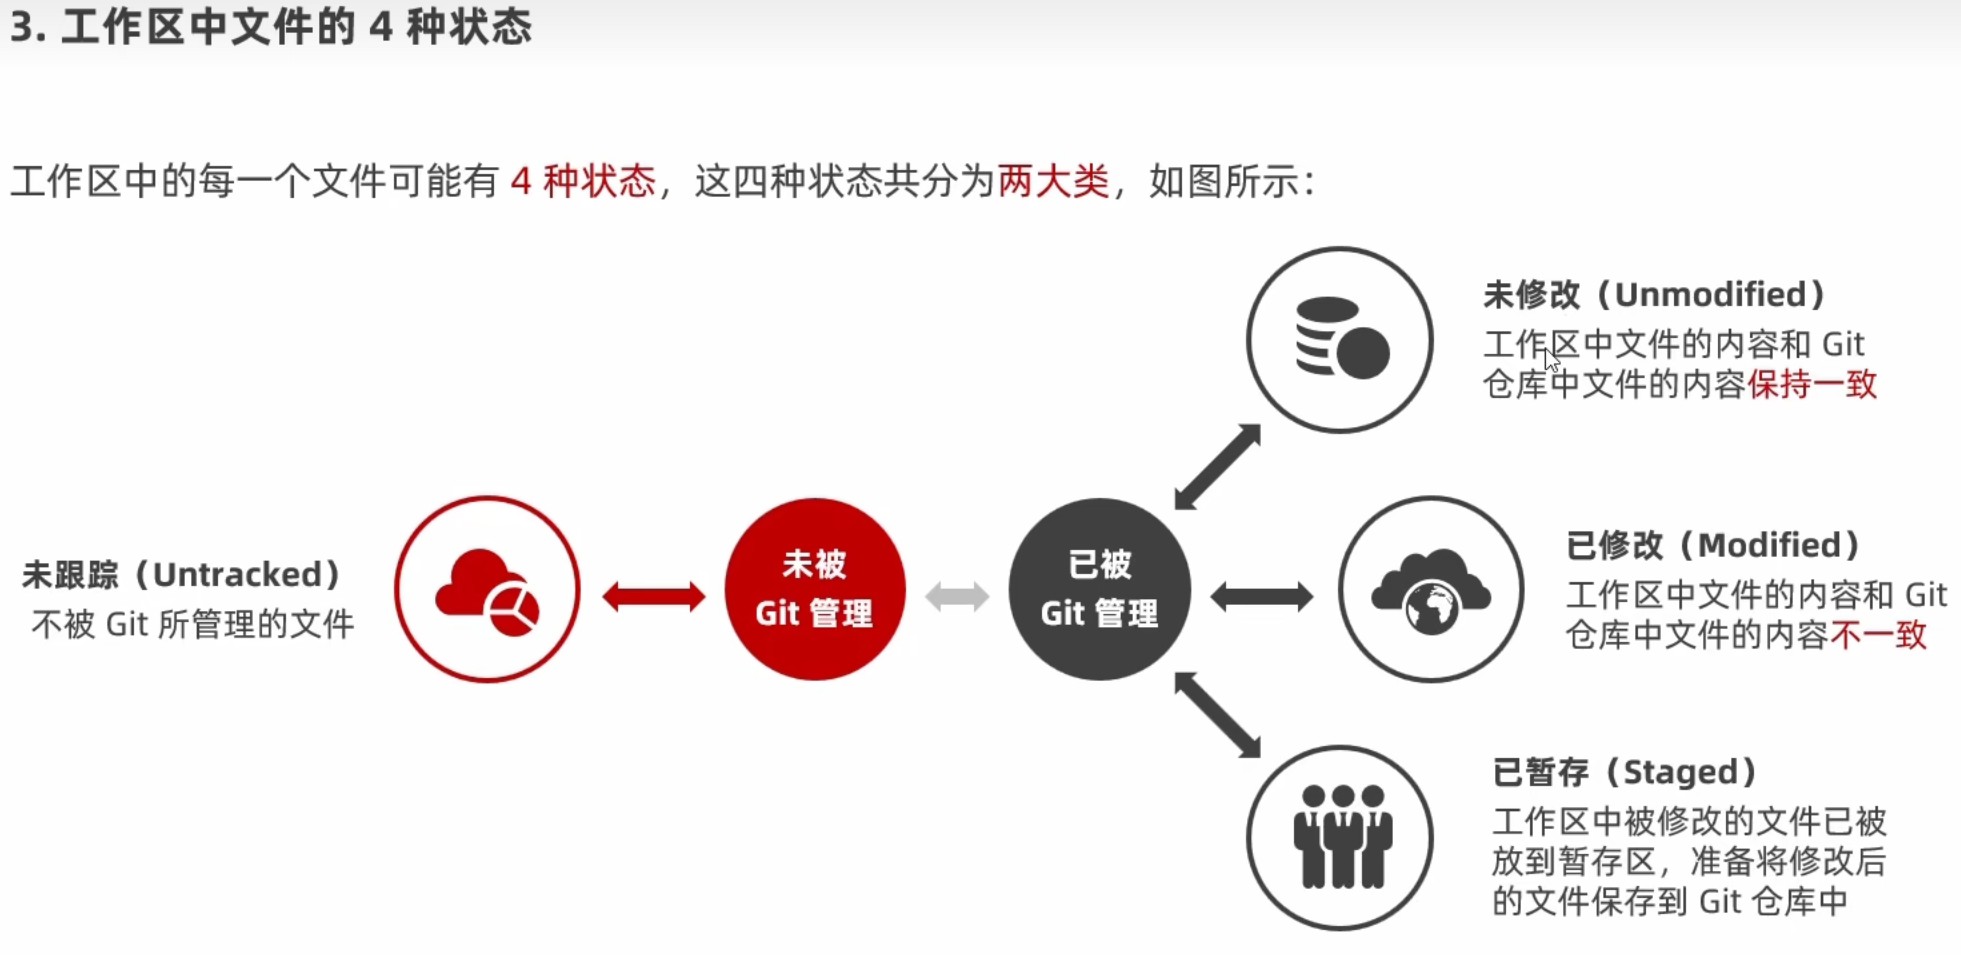 3. 工作区中文件的 4 种状态
工作区中的每一个文件可能有 4 种状态，这四种状态共分为两大类，如图所示：
未修改（Unmodified）
工作区中文件的内容和 Git
仓库中文件的内容保持一致
未跟踪（Untracked）
不被 Git 所管理的文件
未被
Git 管理
已被
Git 管理
已修改（Modified）
工作区中文件的内容和 Git
仓库中文件的内容不一致
已暂存（Staged）
工作区中被修改的文件已被
放到暂存区，准备将修改后
的文件保存到 Git 仓库中